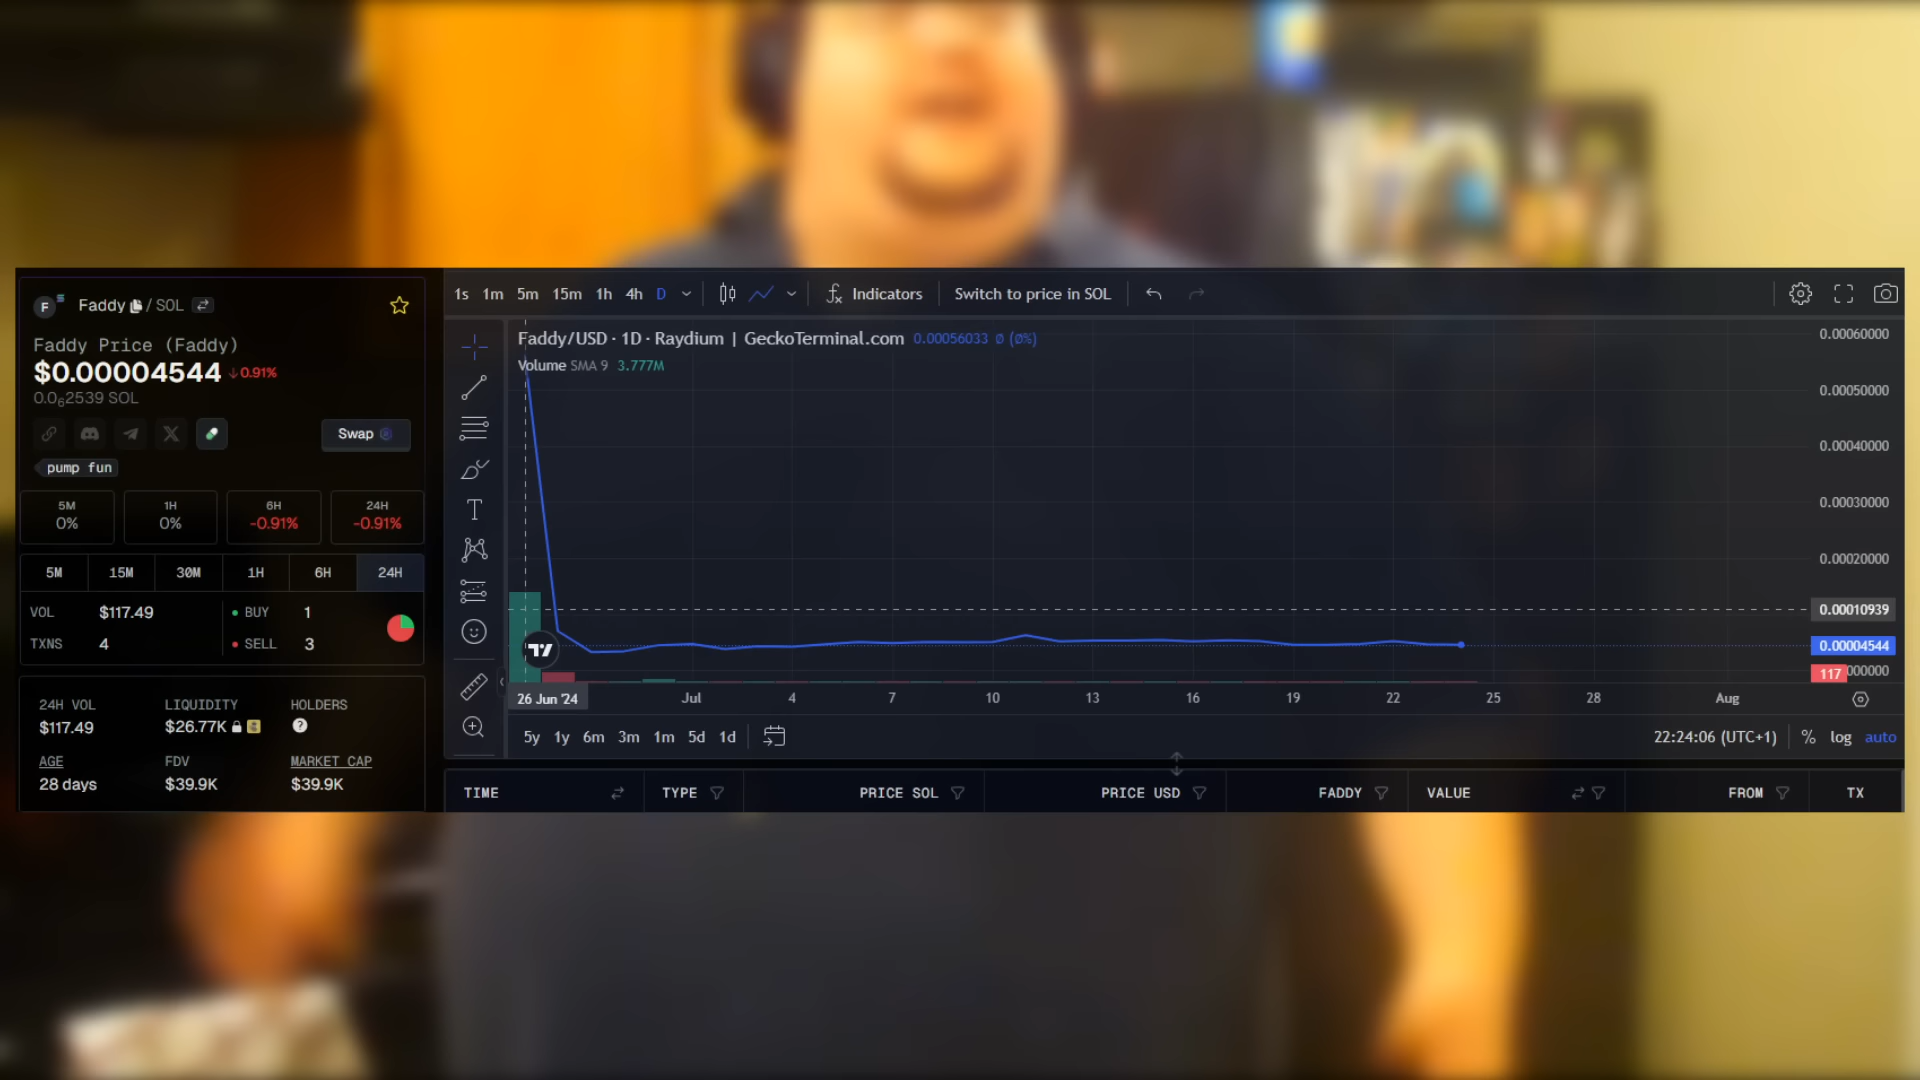 F
Faddy / SOL
Faddy Price (Faddy)
$0.00004544 ↓0.91%
0.0₆2539 SOL
Swap
pump fun
5M 1H 6H 24H
0% 0% -0.91% -0.91%
5M 15M 30M 1H 6H 24H
VOL $117.49 BUY 1
TXNS 4 SELL 3
24H VOL LIQUIDITY HOLDERS
$117.49 $26.77K ?
AGE FDV MARKET CAP
28 days $39.9K $39.9K
1s 1m 5m 15m 1h 4h D Indicators Switch to price in SOL
Faddy/USD · 1D · Raydium | GeckoTerminal.com 0.00056033 ∅ (∅%)
Volume SMA 9 3.777M
0.00060000
0.00050000
0.00040000
0.00030000
0.00020000
0.00010939
0.00004544
117
000000
26 Jun '24 Jul 4 7 10 13 16 19 22 25 28 Aug
5y 1y 6m 3m 1m 5d 1d 22:24:06 (UTC+1) % log auto
TIME TYPE PRICE SOL PRICE USD FADDY VALUE FROM TX